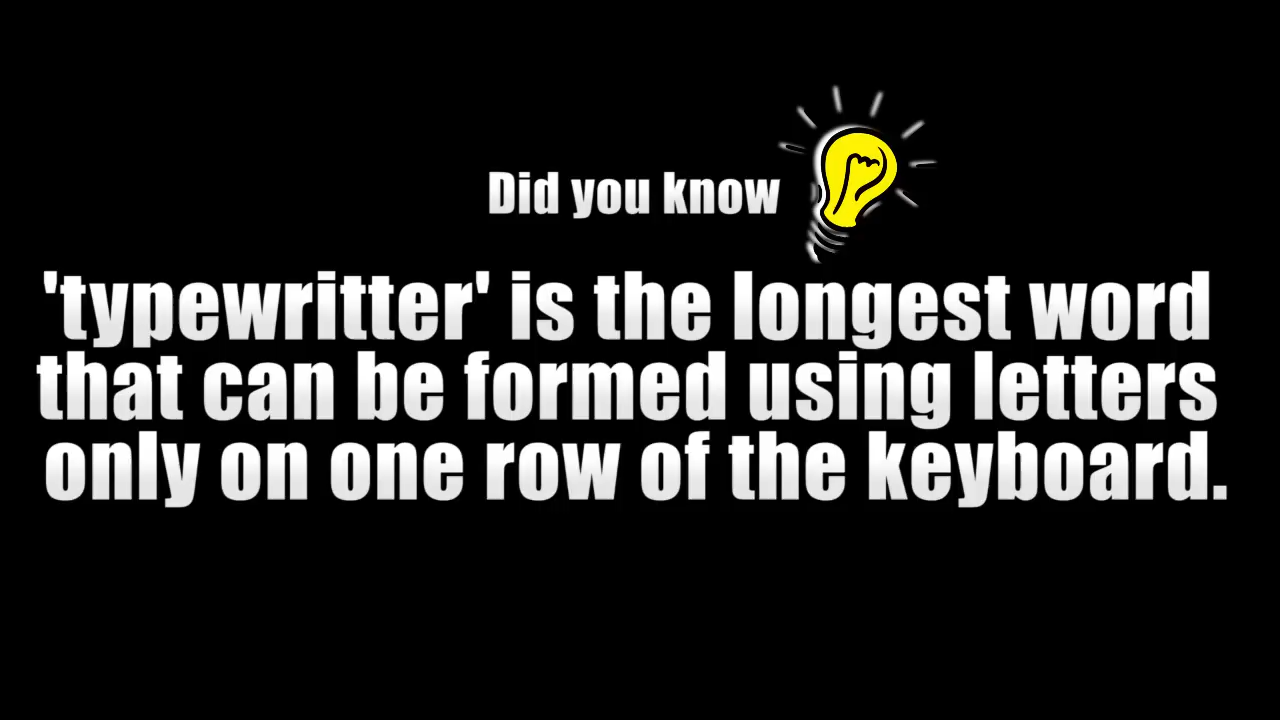 Did you know
'typewritter' is the longest word
that can be formed using letters
only on one row of the keyboard.